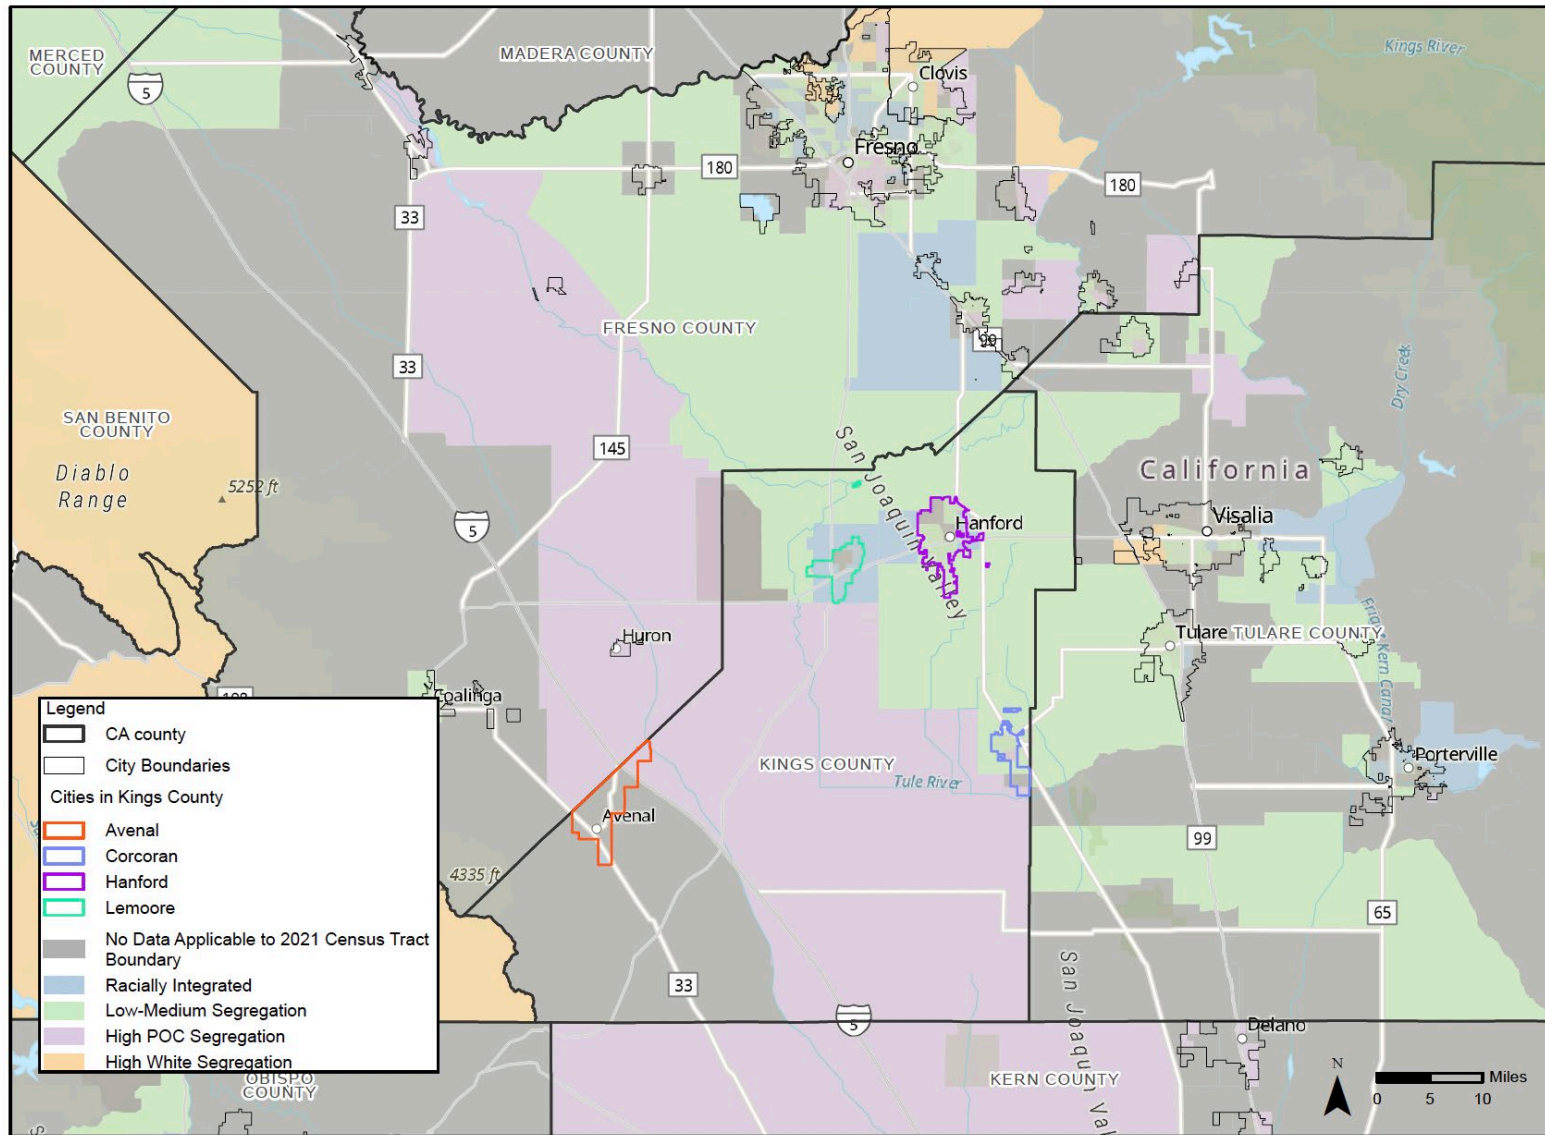 MERCED
COUNTY
MADERA COUNTY
Kings River
5
Clovis
Fresno
180
180
33
FRESNO COUNTY
99
33
Dry Creek
SAN BENITO
COUNTY
Diablo
Range
5252 ft
145
San Joaquin Valley
California
5
Hanford
Visalia
Friant Kern Canal
Huron
Tulare
TULARE COUNTY
198
Coalinga
KINGS COUNTY
Tule River
Porterville
Avenal
99
4335 ft
65
33
San Joaquin Val
5
Delano
KERN COUNTY
OBISPO
COUNTY
Legend
CA county
City Boundaries
Cities in Kings County
Avenal
Corcoran
Hanford
Lemoore
No Data Applicable to 2021 Census Tract
Boundary
Racially Integrated
Low-Medium Segregation
High POC Segregation
High White Segregation
N
Miles
0 5 10